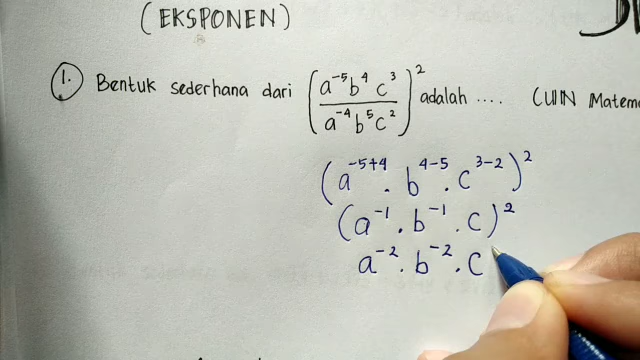 (EKSPONEN)
1. Bentuk sederhana dari (a⁻⁵b⁴c³ / a⁻⁴b⁵c²)² adalah .... (UIN Matema
(a⁻⁵⁺⁴ . b⁴⁻⁵ . c³⁻²)²
(a⁻¹ . b⁻¹ . c)²
a⁻² . b⁻² . c